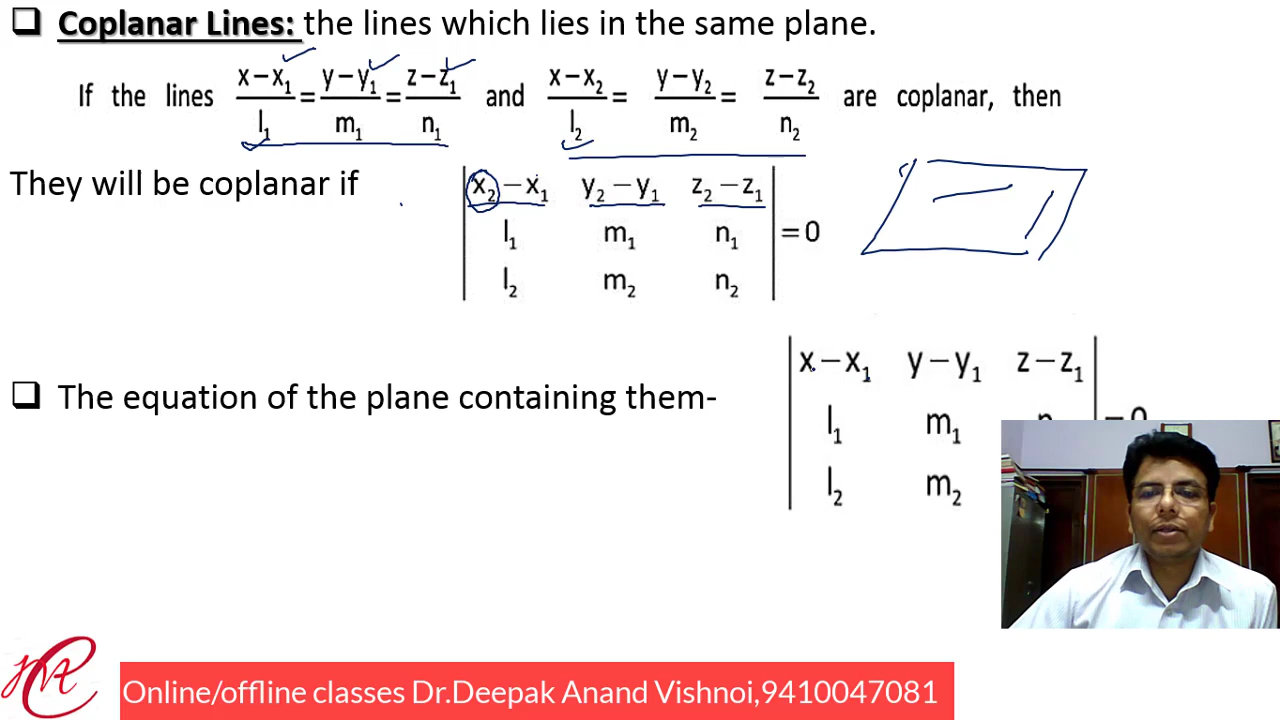 Coplanar Lines: the lines which lies in the same plane.
If the lines (x−x₁)/l₁ = (y−y₁)/m₁ = (z−z₁)/n₁ and (x−x₂)/l₂ = (y−y₂)/m₂ = (z−z₂)/n₂ are coplanar, then
They will be coplanar if
| x₂−x₁ y₂−y₁ z₂−z₁ |
| l₁ m₁ n₁ | =0
| l₂ m₂ n₂ |
The equation of the plane containing them-
| x−x₁ y−y₁ z−z₁ |
l₁ m₁
l₂ m₂
Online/offline classes Dr.Deepak Anand Vishnoi,9410047081